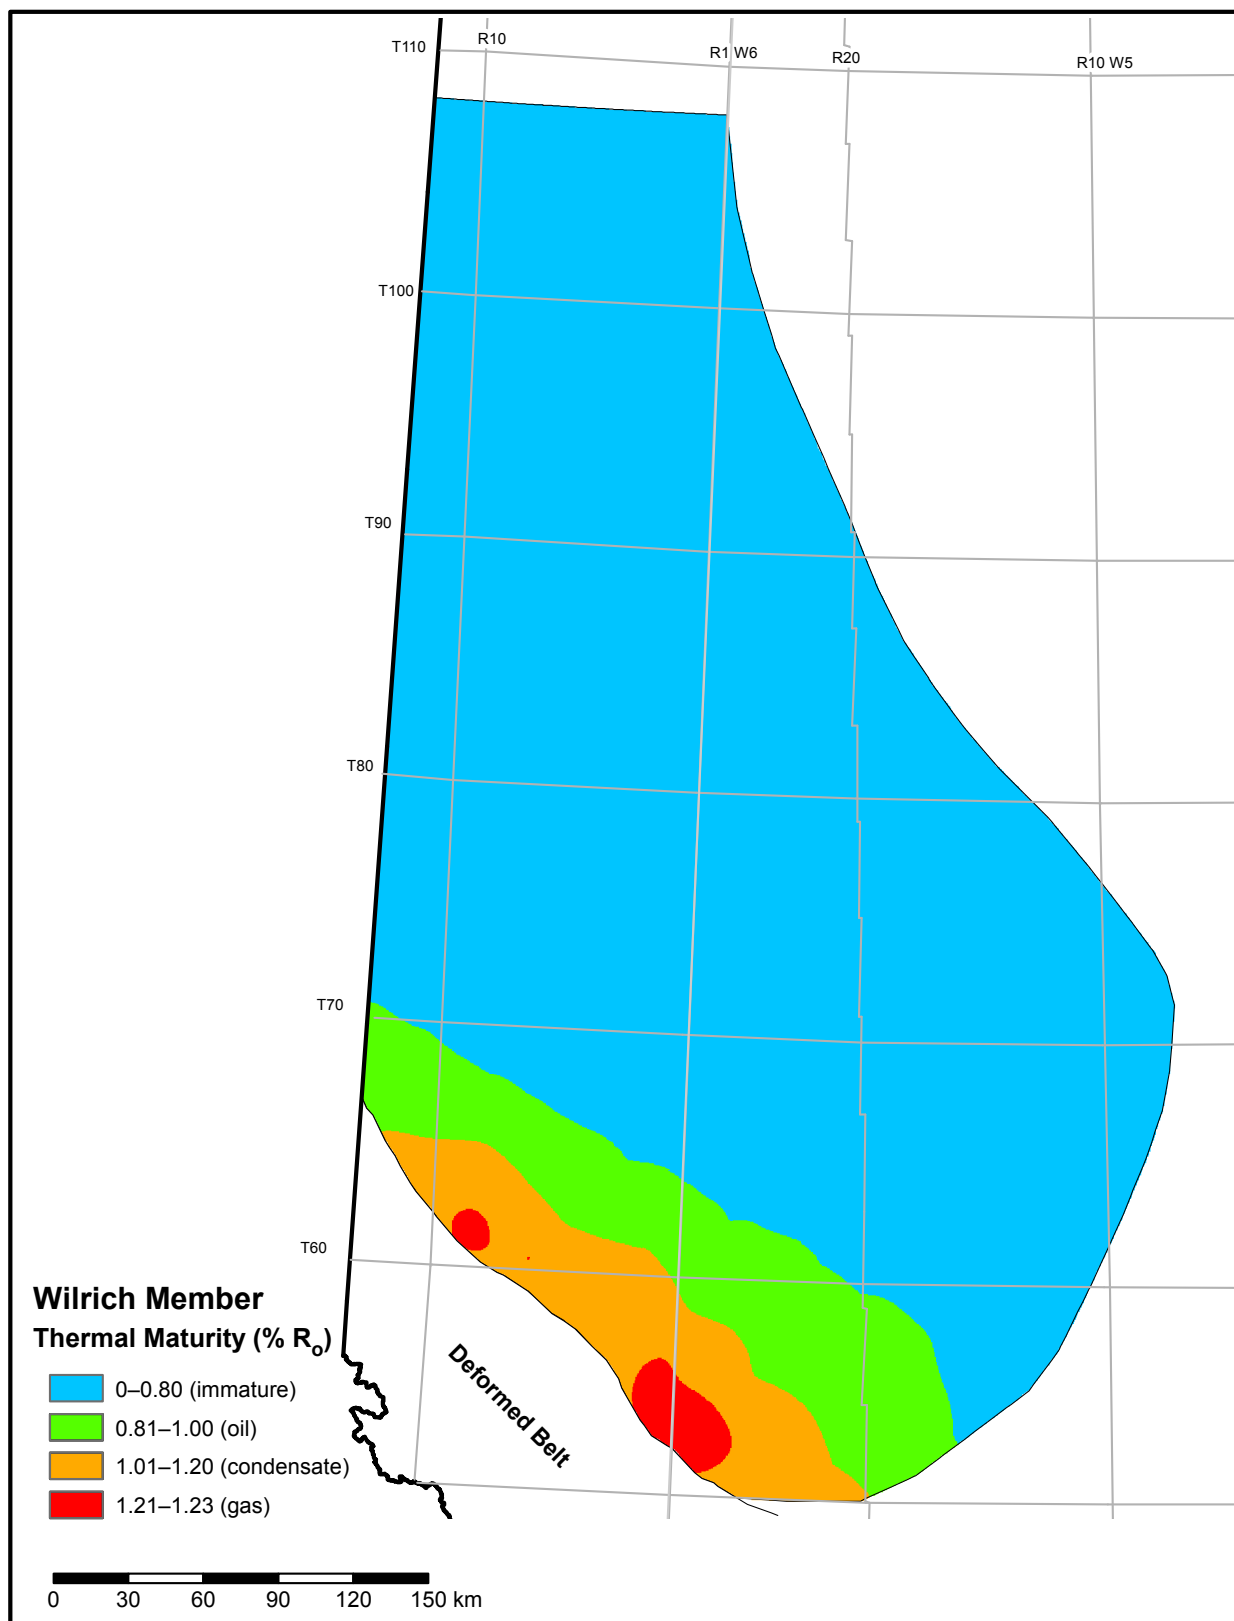 R10
T110
R1 W6
R20
R10 W5
T100
T90
T80
T70
T60
Deformed Belt
Wilrich Member
Thermal Maturity (% Ro)
0–0.80 (immature)
0.81–1.00 (oil)
1.01–1.20 (condensate)
1.21–1.23 (gas)
0 30 60 90 120 150 km